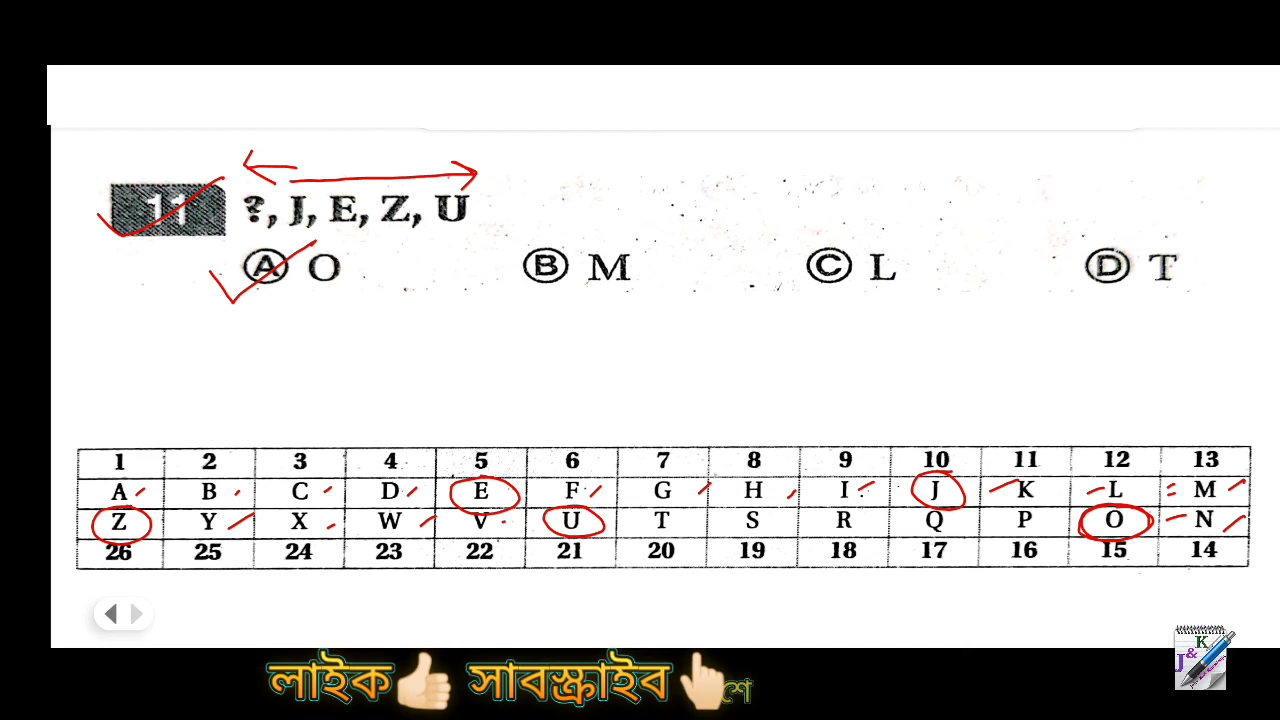 11 ?, J, E, Z, U
Ⓐ O Ⓑ M Ⓒ L Ⓓ T
1 2 3 4 5 6 7 8 9 10 11 12 13
A B C D E F G H I J K L M
Z Y X W V U T S R Q P O N
26 25 24 23 22 21 20 19 18 17 16 15 14
লাইক সাবস্ক্রাইব শে
J & K